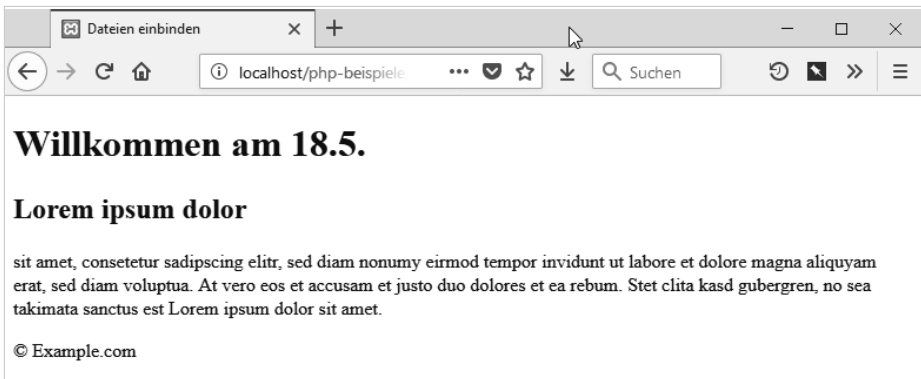 Dateien einbinden
localhost/php-beispiele
Suchen
Willkommen am 18.5.
Lorem ipsum dolor
sit amet, consetetur sadipscing elitr, sed diam nonumy eirmod tempor invidunt ut labore et dolore magna aliquyam
erat, sed diam voluptua. At vero eos et accusam et justo duo dolores et ea rebum. Stet clita kasd gubergren, no sea
takimata sanctus est Lorem ipsum dolor sit amet.
© Example.com